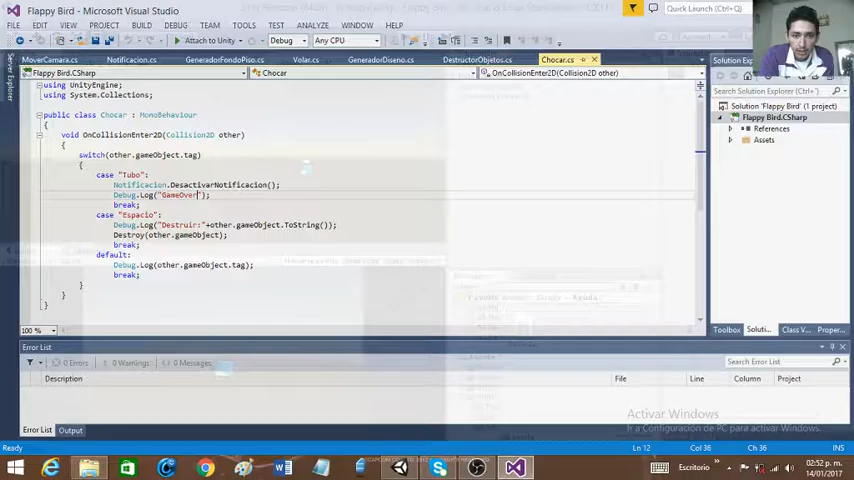 Flappy Bird - Microsoft Visual Studio
Quick Launch (Ctrl+Q)
FILE EDIT VIEW PROJECT BUILD DEBUG TEAM TOOLS TEST ANALYZE WINDOW HELP
Attach to Unity Debug Any CPU
MoverCamara.cs Notificacion.cs GeneradorFondoPiso.cs Volar.cs GeneradorDiseno.cs DestructorObjetos.cs Chocar.cs
Flappy Bird.CSharp Chocar OnCollisionEnter2D(Collision2D other)
using UnityEngine;
using System.Collections;
public class Chocar : MonoBehaviour
{
void OnCollisionEnter2D(Collision2D other)
{
switch(other.gameObject.tag)
{
case "Tubo":
Notificacion.DesactivarNotificacion();
Debug.Log("GameOver");
break;
case "Espacio":
Debug.Log("Destruir:"+other.gameObject.ToString());
Destroy(other.gameObject);
break;
default:
Debug.Log(other.gameObject.tag);
break;
}
}
}
100 %
Server Explorer
Solution Explorer
Search Solution Explorer
Solution 'Flappy Bird' (1 project)
Flappy Bird.CSharp
References
Assets
Toolbox Soluti... Class V... Proper...
Error List
0 Errors 0 Warnings 0 Messages
Search Error List
Description File Line Column Project
Error List Output
Activar Windows
Ir a Configuración de PC para activar Windows.
Ready Ln 12 Col 36 Ch 36 INS
Escritorio
02:52 p. m.
14/01/2017